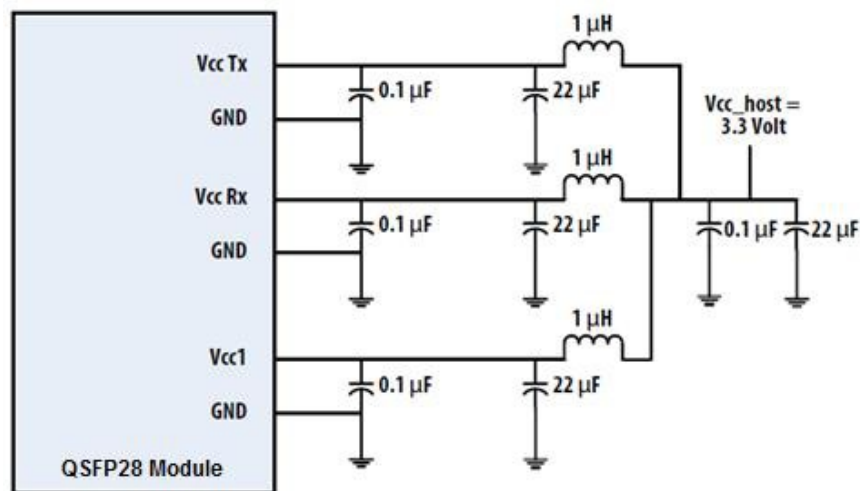 1 µH
Vcc Tx
0.1 µF
22 µF
GND
Vcc_host =
3.3 Volt
1 µH
Vcc Rx
0.1 µF
22 µF
0.1 µF
22 µF
GND
1 µH
Vcc1
0.1 µF
22 µF
GND
QSFP28 Module